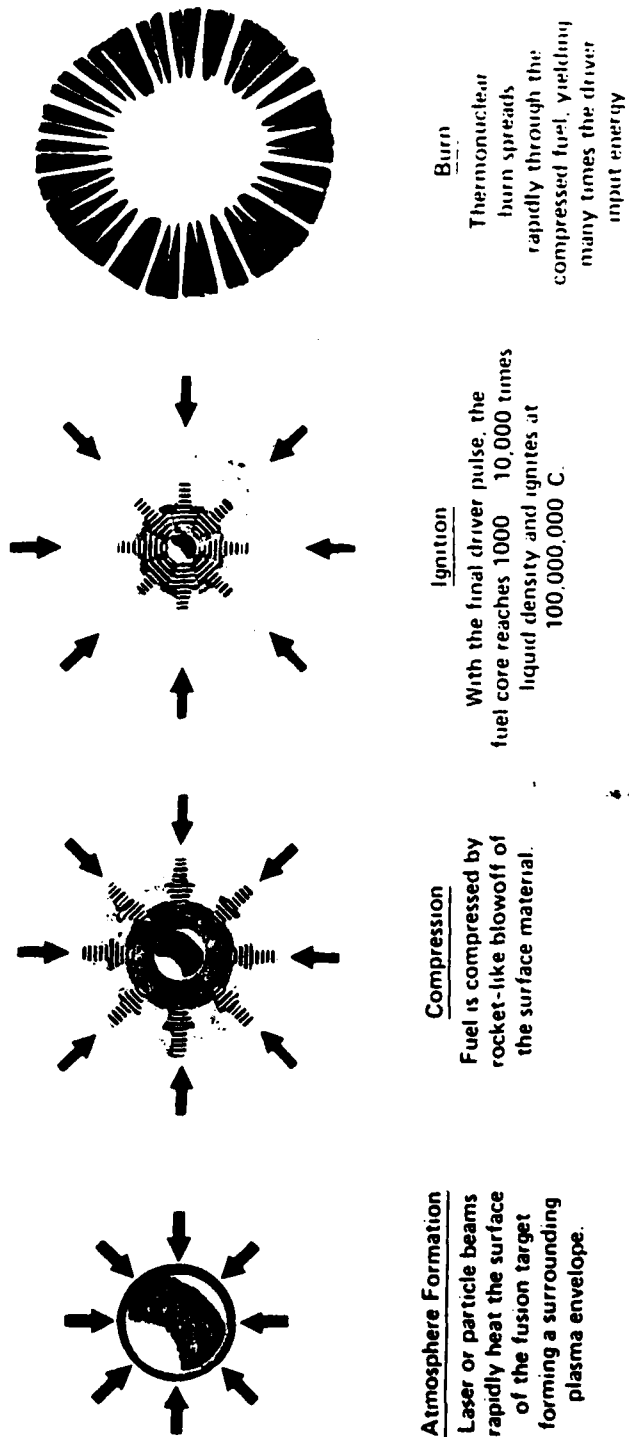 Atmosphere Formation
Laser or particle beams
rapidly heat the surface
of the fusion target
forming a surrounding
plasma envelope.
Compression
Fuel is compressed by
rocket-like blowoff of
the surface material.
Ignition
With the final driver pulse, the
fuel core reaches 1000 10,000 times
liquid density and ignites at
100,000,000 C.
Burn
Thermonuclear
burn spreads
rapidly through the
compressed fuel, yielding
many times the driver
input energy